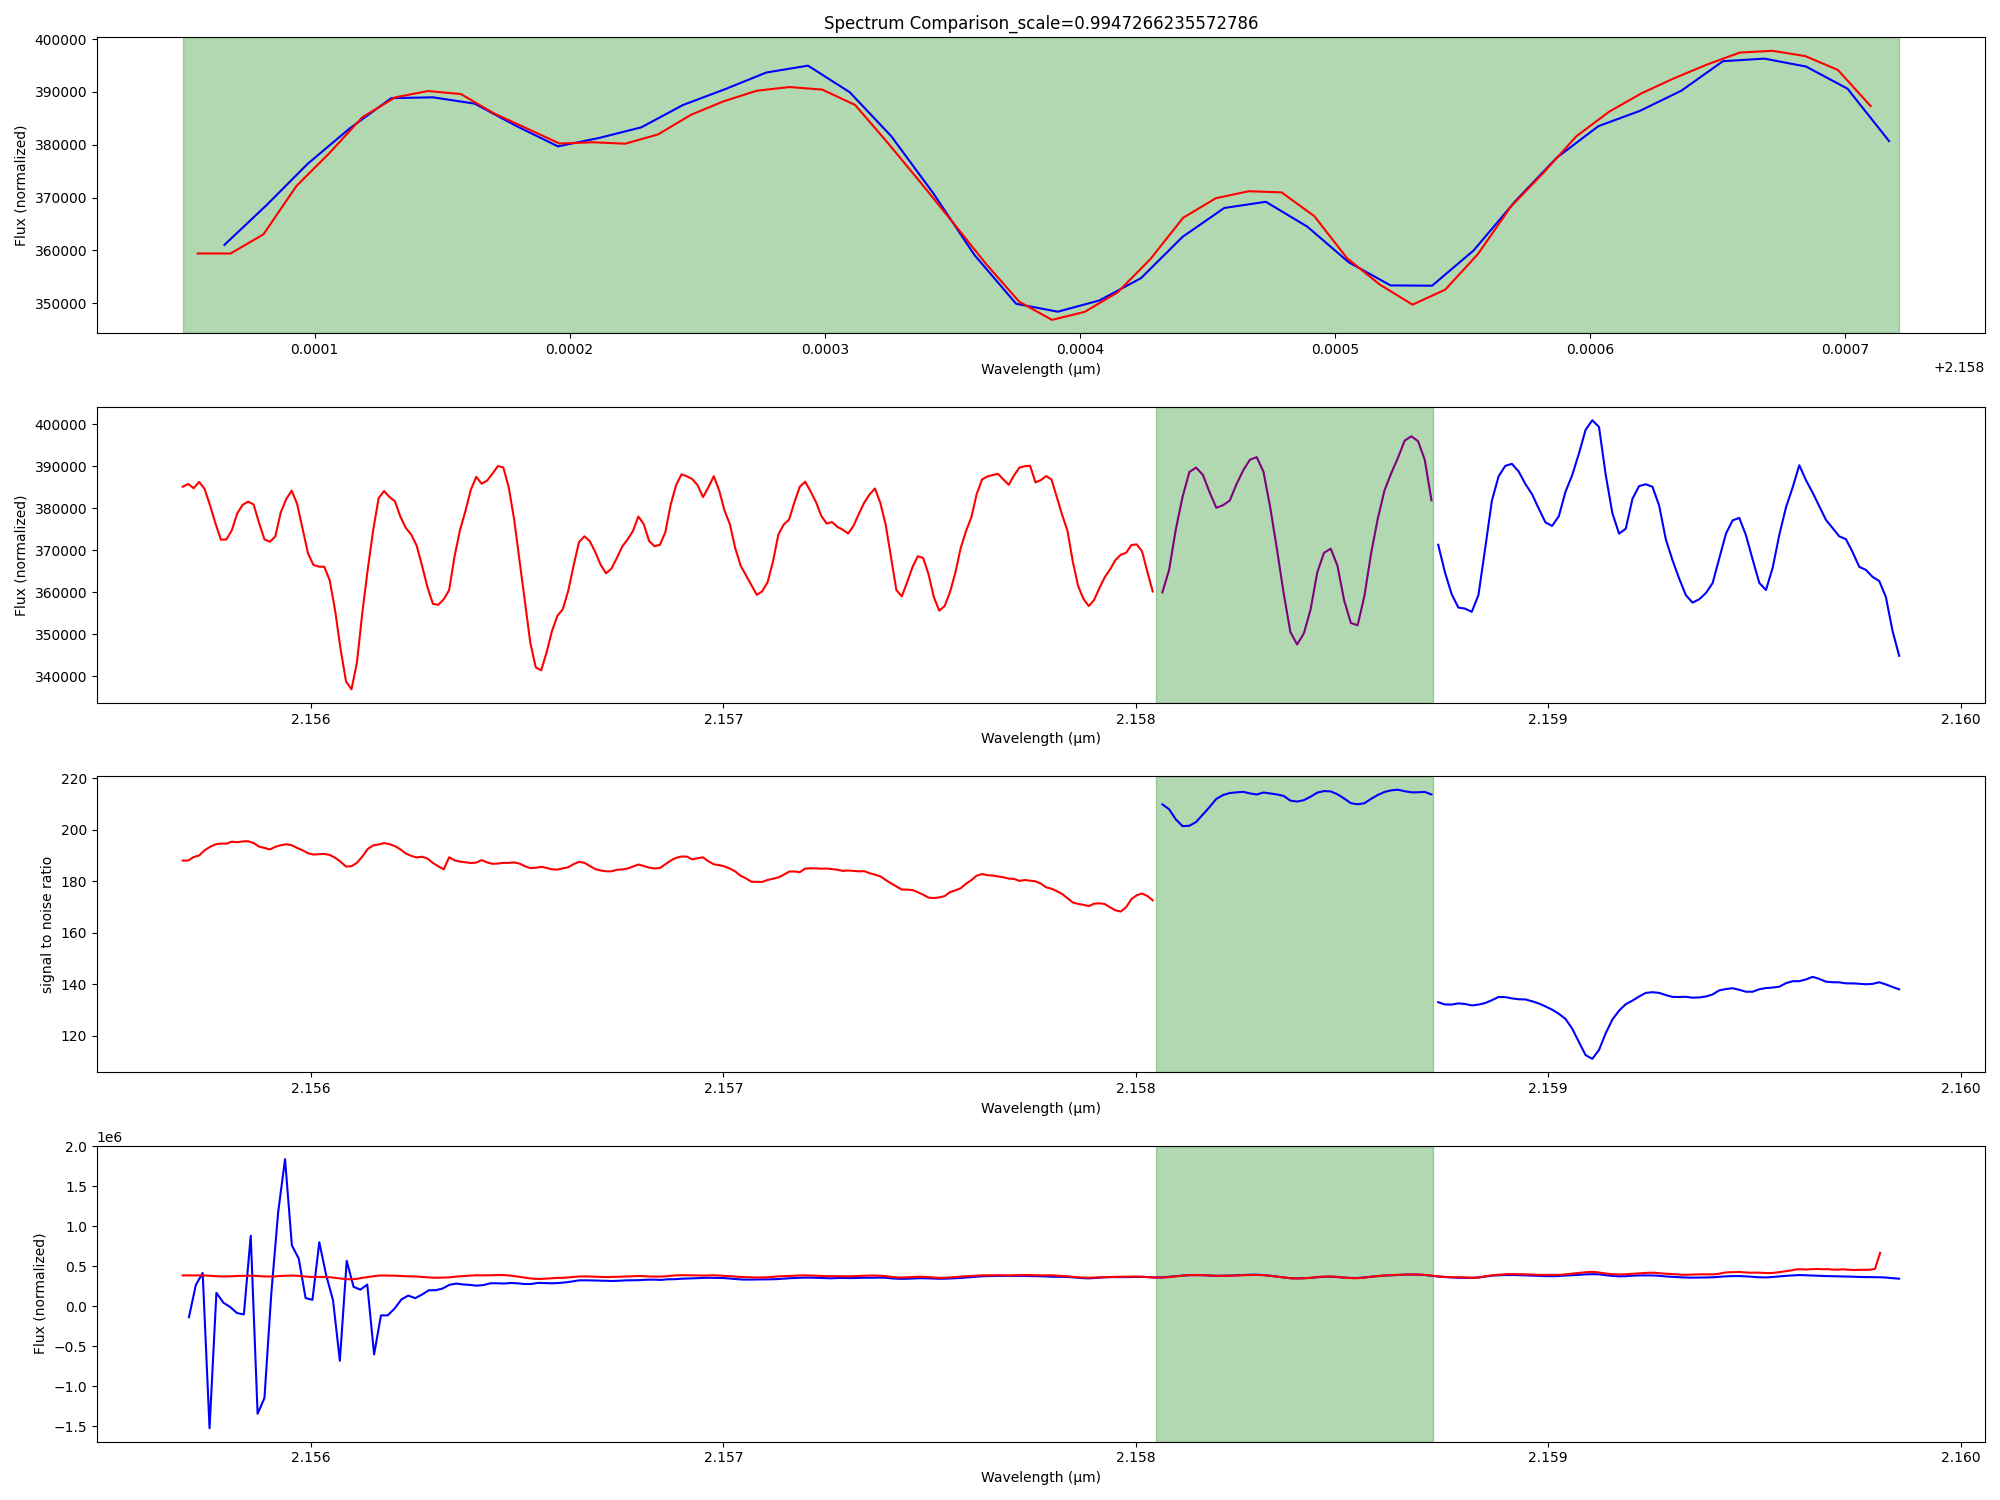 Spectrum Comparison_scale=0.9947266235572786
400000
390000
380000
370000
360000
350000
Flux (normalized)
0.0001 0.0002 0.0003 0.0004 0.0005 0.0006 0.0007
+2.158
Wavelength (μm)
400000
390000
380000
370000
360000
350000
340000
Flux (normalized)
2.156 2.157 2.158 2.159 2.160
Wavelength (μm)
220
200
180
160
140
120
signal to noise ratio
2.156 2.157 2.158 2.159 2.160
Wavelength (μm)
1e6
2.0
1.5
1.0
0.5
0.0
−0.5
−1.0
−1.5
Flux (normalized)
2.156 2.157 2.158 2.159 2.160
Wavelength (μm)